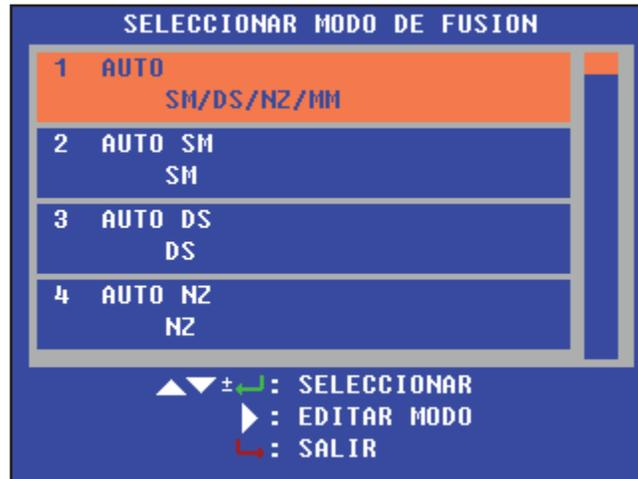 SELECCIONAR MODO DE FUSION
1 AUTO
SM/DS/NZ/MM
2 AUTO SM
SM
3 AUTO DS
DS
4 AUTO NZ
NZ
▲▼±↵: SELECCIONAR
▶: EDITAR MODO
↳: SALIR